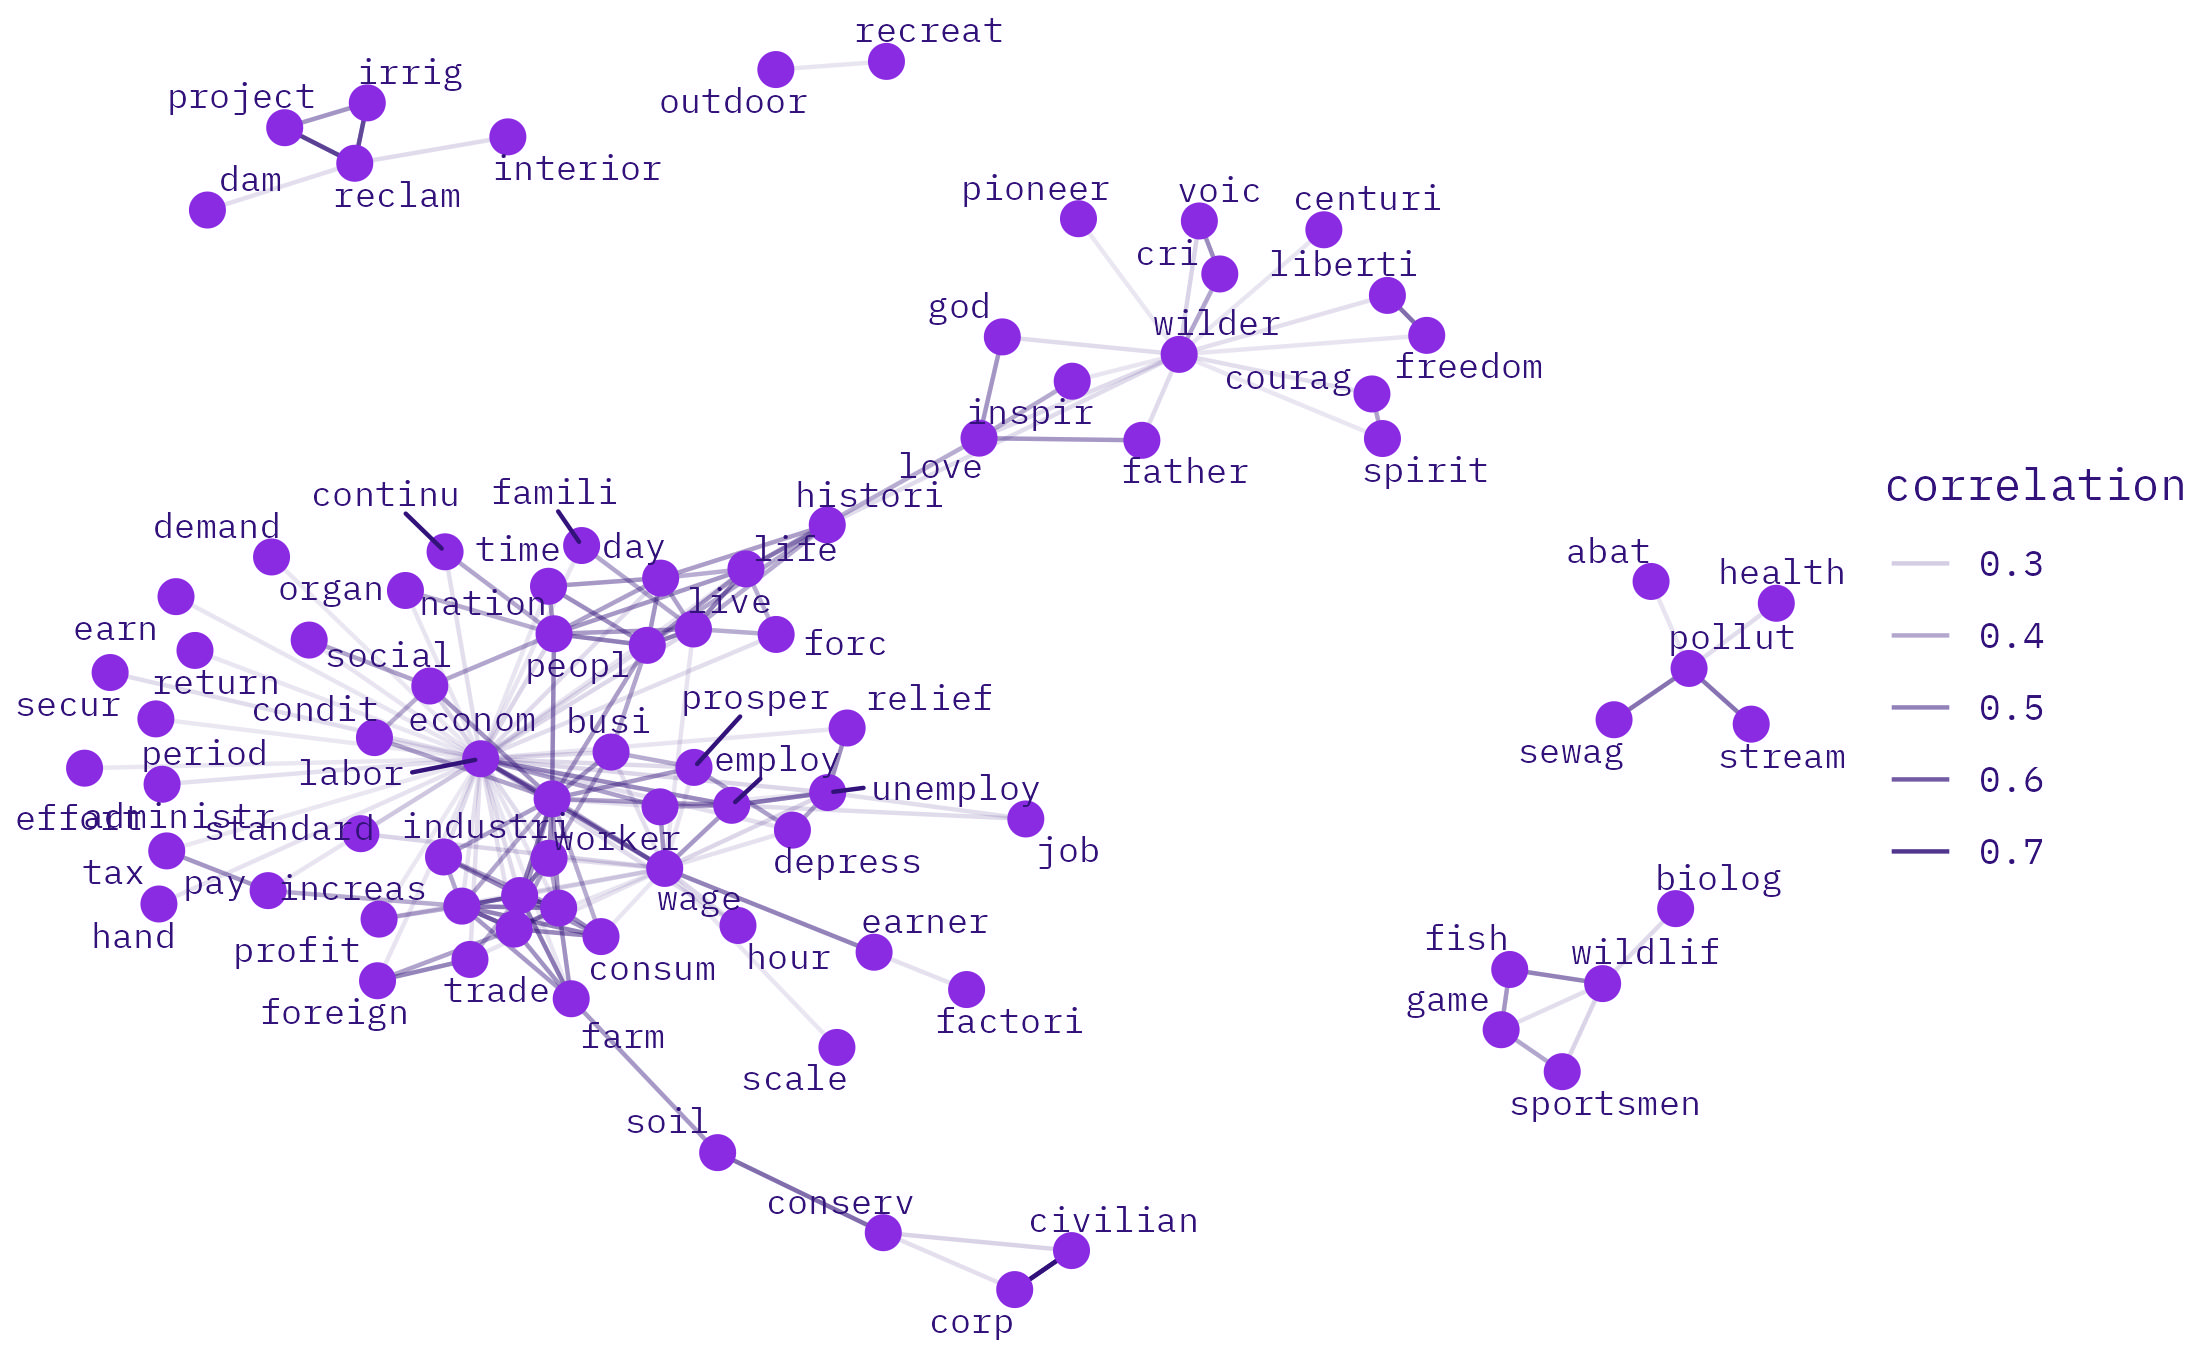 recreat
irrig
project
outdoor
interior
dam
reclam
pioneer
voic
centuri
cri
liberti
god
wilder
freedom
courag
inspir
love
father
spirit
correlation
continu
famili
histori
demand
time
day
life
abat
0.3
health
organ
nation
live
earn
social
peopl
forc
pollut
0.4
return
secur
condit
econom
busi
prosper
relief
0.5
period
labor
employ
unemploy
sewag
stream
0.6
effort
administr
standard
industri
worker
depress
job
0.7
tax
pay
increas
wage
earner
biolog
hand
profit
consum
hour
fish
wildlif
foreign
trade
farm
factori
game
scale
sportsmen
soil
conserv
civilian
corp